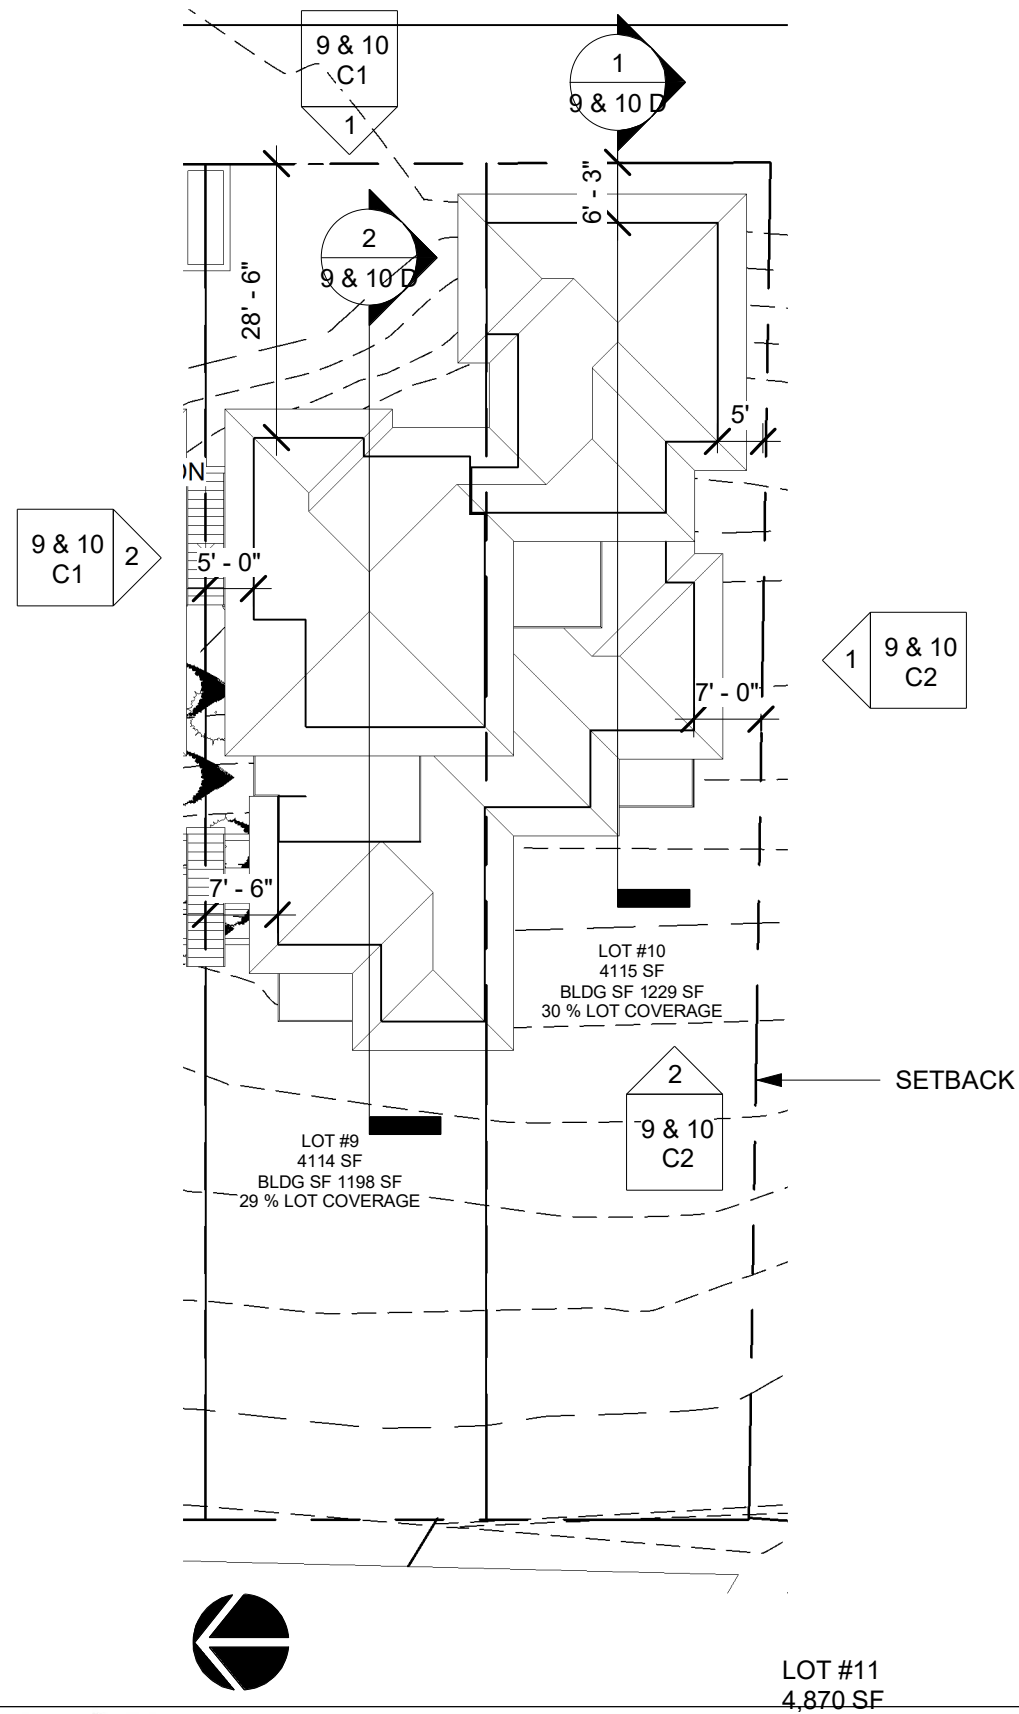 9 & 10
C1
1
1
9 & 10 D
6' - 3"
2
9 & 10 D
28' - 6"
5'
ON
9 & 10
C1
2
5' - 0"
1
9 & 10
C2
7' - 0"
7' - 6"
LOT #10
4115 SF
BLDG SF 1229 SF
30 % LOT COVERAGE
2
9 & 10
C2
SETBACK
LOT #9
4114 SF
BLDG SF 1198 SF
29 % LOT COVERAGE
LOT #11
4,870 SF